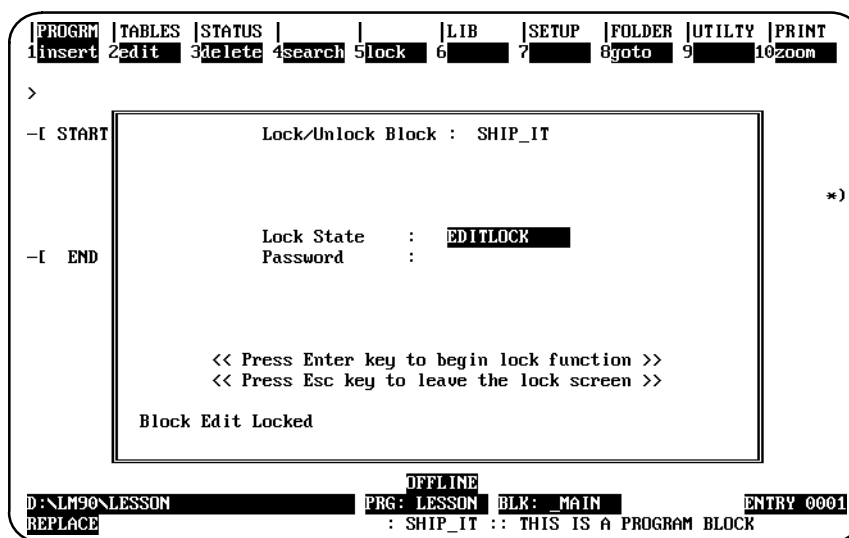 |PROGRM |TABLES |STATUS | | |LIB |SETUP |FOLDER |UTILTY |PRINT
1insert 2edit 3delete 4search 5lock 6 7 8goto 9 10zoom
>
-[ START
Lock/Unlock Block : SHIP_IT
*)
Lock State : EDITLOCK
-[ END
Password :
<< Press Enter key to begin lock function >>
<< Press Esc key to leave the lock screen >>
Block Edit Locked
OFFLINE
D:\LM90\LESSON PRG: LESSON BLK: _MAIN ENTRY 0001
REPLACE : SHIP_IT :: THIS IS A PROGRAM BLOCK